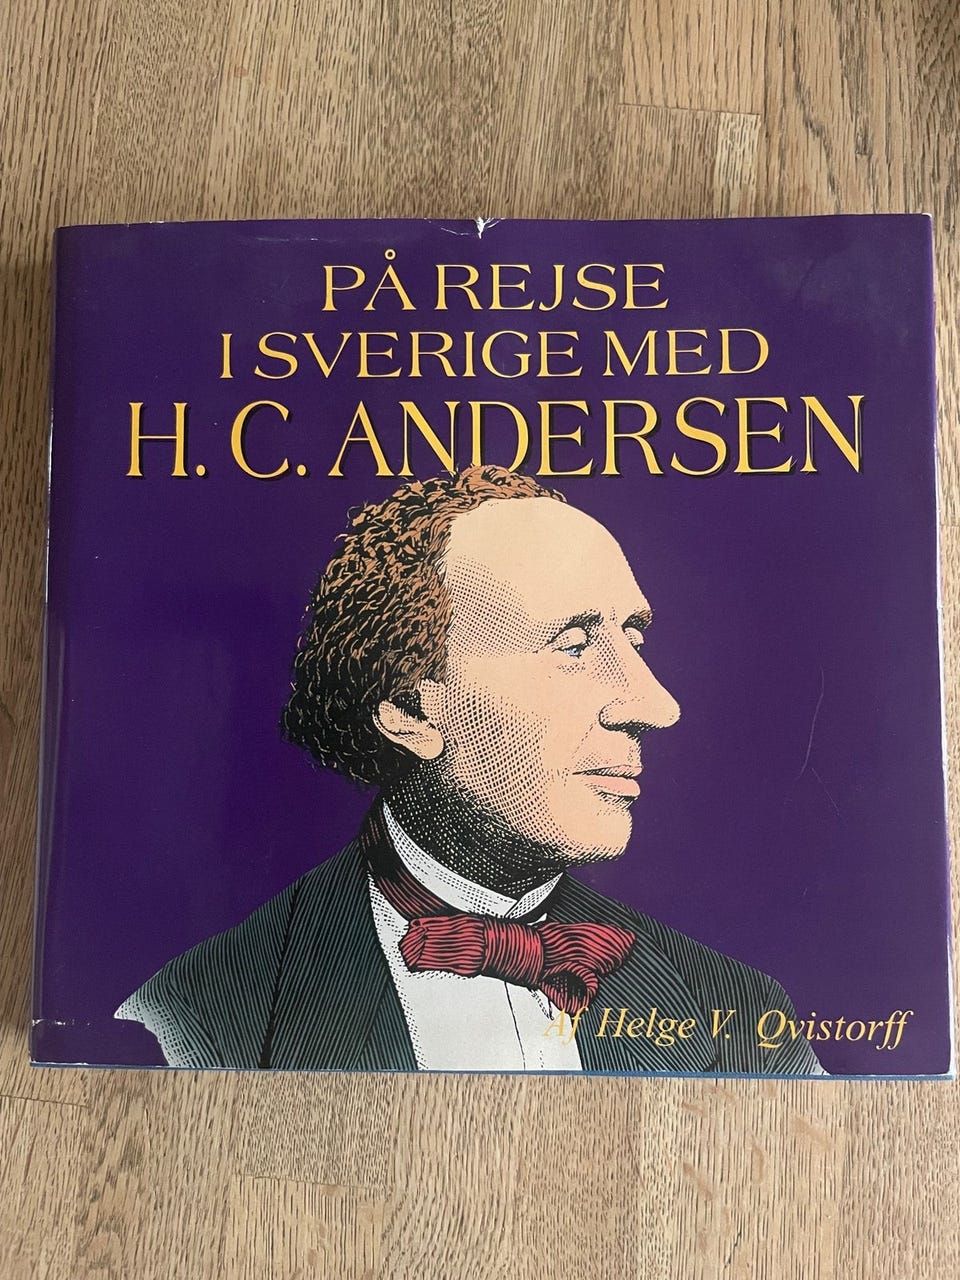 PÅ REJSE
I SVERIGE MED
H. C. ANDERSEN
Af Helge V. Qvistorff